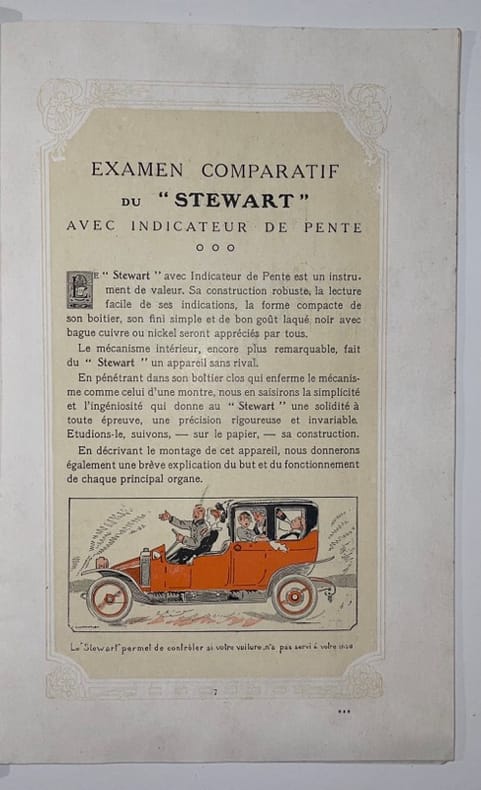 EXAMEN COMPARATIF
DU “STEWART”
AVEC INDICATEUR DE PENTE
LE “ Stewart ” avec Indicateur de Pente est un instru-
ment de valeur. Sa construction robuste, la lecture
facile de ses indications, la forme compacte de
son boitier, son fini simple et de bon goût laqué noir avec
bague cuivre ou nickel seront appréciés par tous.
Le mécanisme intérieur, encore plus remarquable, fait
du “ Stewart ” un appareil sans rival.
En pénétrant dans son boîtier clos qui enferme le mécanis-
me comme celui d'une montre, nous en saisirons la simplicité
et l'ingéniosité qui donne au “ Stewart ” une solidité à
toute épreuve, une précision rigoureuse et invariable.
Etudions-le, suivons, — sur le papier, — sa construction.
En décrivant le montage de cet appareil, nous donnerons
également une brève explication du but et du fonctionnement
de chaque principal organe.
Le "Stewart" permet de contrôler si votre voiture n'a pas servi à votre insu
7
***